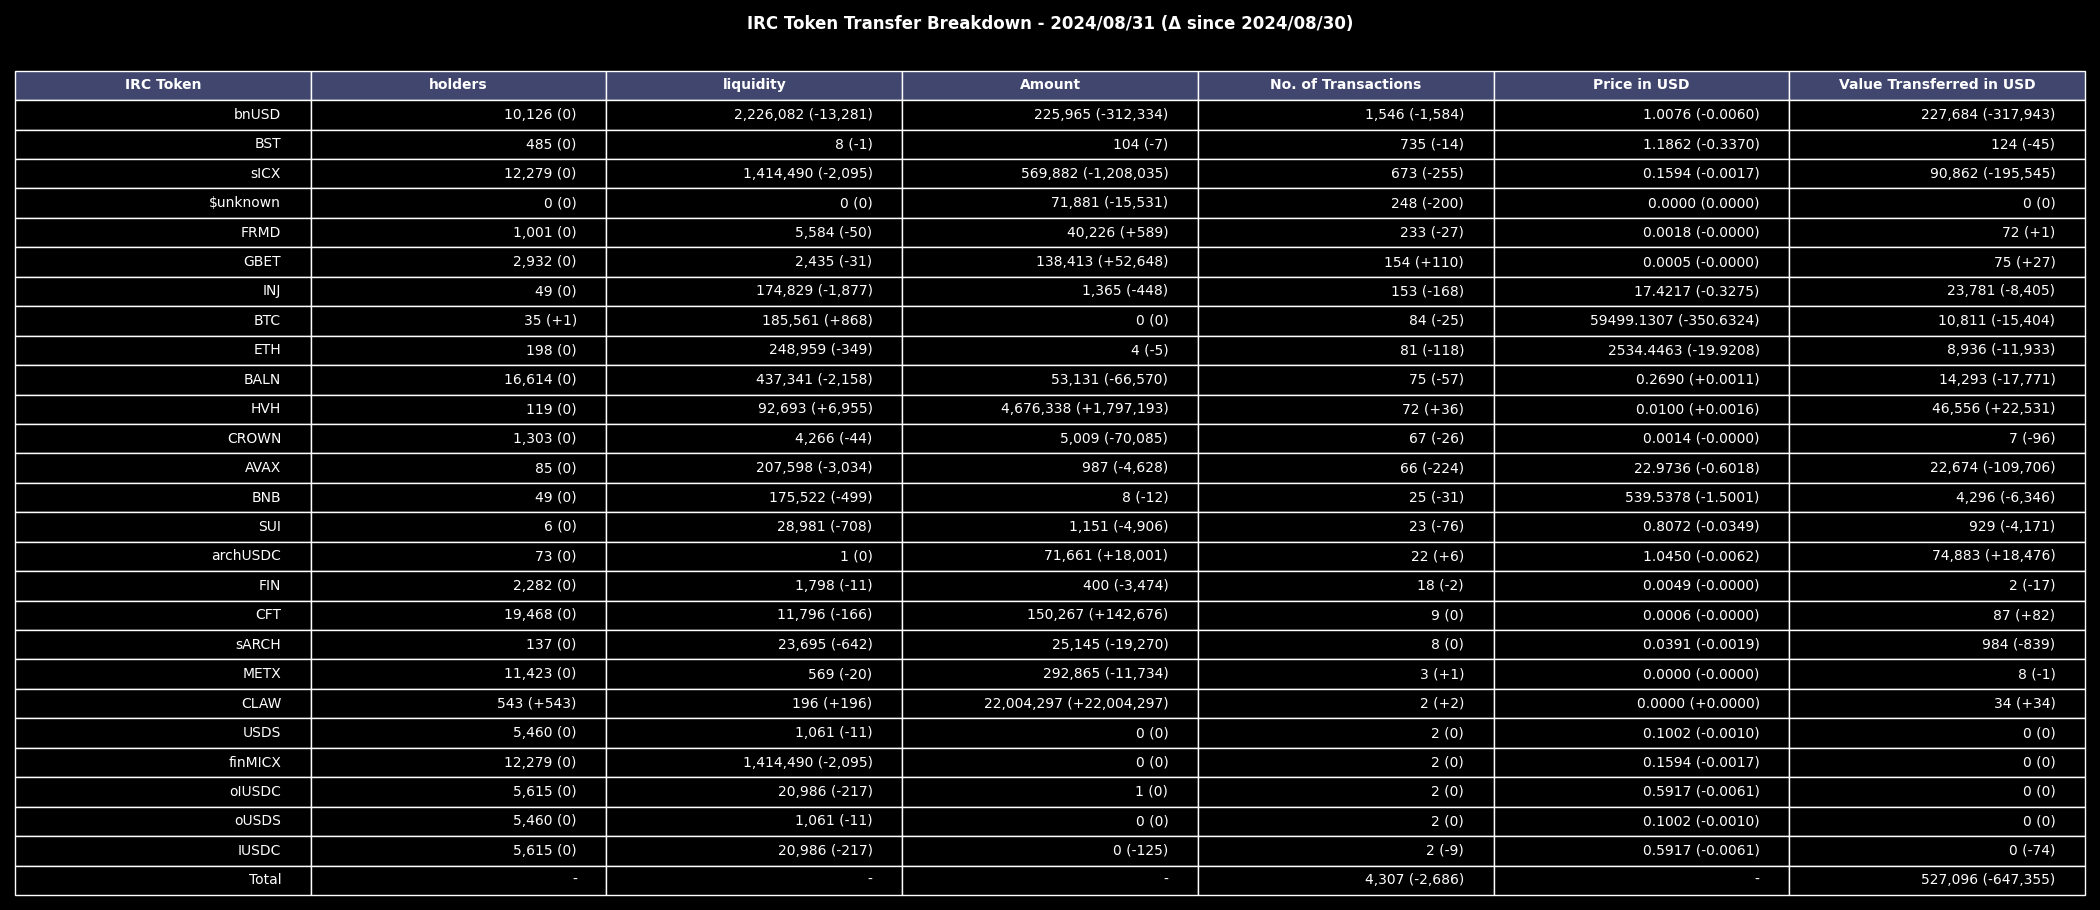 IRC Token Transfer Breakdown - 2024/08/31 (Δ since 2024/08/30)
IRC Token holders liquidity Amount No. of Transactions Price in USD Value Transferred in USD
bnUSD 10,126 (0) 2,226,082 (-13,281) 225,965 (-312,334) 1,546 (-1,584) 1.0076 (-0.0060) 227,684 (-317,943)
BST 485 (0) 8 (-1) 104 (-7) 735 (-14) 1.1862 (-0.3370) 124 (-45)
sICX 12,279 (0) 1,414,490 (-2,095) 569,882 (-1,208,035) 673 (-255) 0.1594 (-0.0017) 90,862 (-195,545)
$unknown 0 (0) 0 (0) 71,881 (-15,531) 248 (-200) 0.0000 (0.0000) 0 (0)
FRMD 1,001 (0) 5,584 (-50) 40,226 (+589) 233 (-27) 0.0018 (-0.0000) 72 (+1)
GBET 2,932 (0) 2,435 (-31) 138,413 (+52,648) 154 (+110) 0.0005 (-0.0000) 75 (+27)
INJ 49 (0) 174,829 (-1,877) 1,365 (-448) 153 (-168) 17.4217 (-0.3275) 23,781 (-8,405)
BTC 35 (+1) 185,561 (+868) 0 (0) 84 (-25) 59499.1307 (-350.6324) 10,811 (-15,404)
ETH 198 (0) 248,959 (-349) 4 (-5) 81 (-118) 2534.4463 (-19.9208) 8,936 (-11,933)
BALN 16,614 (0) 437,341 (-2,158) 53,131 (-66,570) 75 (-57) 0.2690 (+0.0011) 14,293 (-17,771)
HVH 119 (0) 92,693 (+6,955) 4,676,338 (+1,797,193) 72 (+36) 0.0100 (+0.0016) 46,556 (+22,531)
CROWN 1,303 (0) 4,266 (-44) 5,009 (-70,085) 67 (-26) 0.0014 (-0.0000) 7 (-96)
AVAX 85 (0) 207,598 (-3,034) 987 (-4,628) 66 (-224) 22.9736 (-0.6018) 22,674 (-109,706)
BNB 49 (0) 175,522 (-499) 8 (-12) 25 (-31) 539.5378 (-1.5001) 4,296 (-6,346)
SUI 6 (0) 28,981 (-708) 1,151 (-4,906) 23 (-76) 0.8072 (-0.0349) 929 (-4,171)
archUSDC 73 (0) 1 (0) 71,661 (+18,001) 22 (+6) 1.0450 (-0.0062) 74,883 (+18,476)
FIN 2,282 (0) 1,798 (-11) 400 (-3,474) 18 (-2) 0.0049 (-0.0000) 2 (-17)
CFT 19,468 (0) 11,796 (-166) 150,267 (+142,676) 9 (0) 0.0006 (-0.0000) 87 (+82)
sARCH 137 (0) 23,695 (-642) 25,145 (-19,270) 8 (0) 0.0391 (-0.0019) 984 (-839)
METX 11,423 (0) 569 (-20) 292,865 (-11,734) 3 (+1) 0.0000 (-0.0000) 8 (-1)
CLAW 543 (+543) 196 (+196) 22,004,297 (+22,004,297) 2 (+2) 0.0000 (+0.0000) 34 (+34)
USDS 5,460 (0) 1,061 (-11) 0 (0) 2 (0) 0.1002 (-0.0010) 0 (0)
finMICX 12,279 (0) 1,414,490 (-2,095) 0 (0) 2 (0) 0.1594 (-0.0017) 0 (0)
oIUSDC 5,615 (0) 20,986 (-217) 1 (0) 2 (0) 0.5917 (-0.0061) 0 (0)
oUSDS 5,460 (0) 1,061 (-11) 0 (0) 2 (0) 0.1002 (-0.0010) 0 (0)
IUSDC 5,615 (0) 20,986 (-217) 0 (-125) 2 (-9) 0.5917 (-0.0061) 0 (-74)
Total - - - 4,307 (-2,686) - 527,096 (-647,355)